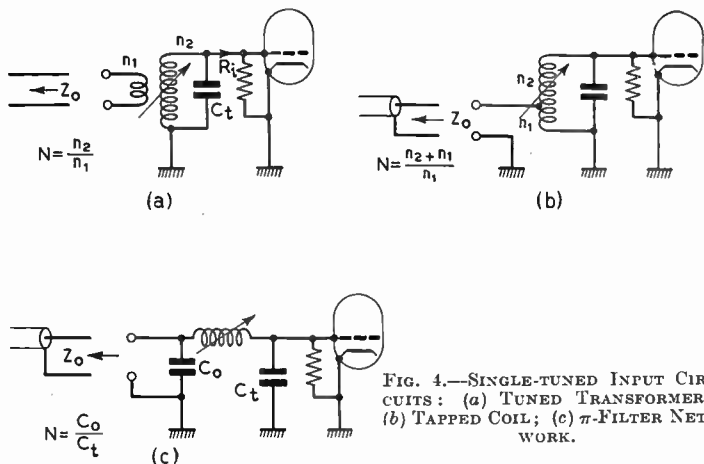 n₁
n₂
Rᵢ
Z₀
Cₜ
N = n₂/n₁
(a)
n₂
n₁
Z₀
N = n₂ + n₁/n₁
(b)
Z₀
C₀
Cₜ
N = C₀/Cₜ
(c)
FIG. 4.—SINGLE-TUNED INPUT CIR-
CUITS: (a) TUNED TRANSFORMER
(b) TAPPED COIL; (c) π-FILTER NET-
WORK.